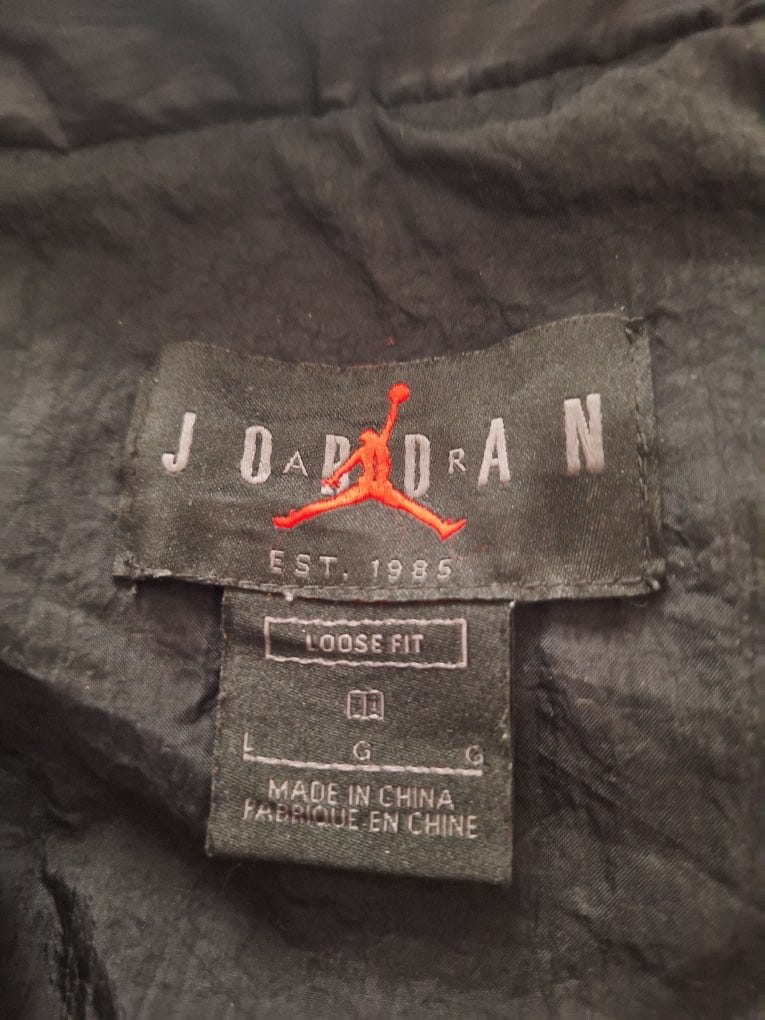 JORDAN
AIR
EST. 1985
LOOSE FIT
L G G
MADE IN CHINA
FABRIQUE EN CHINE